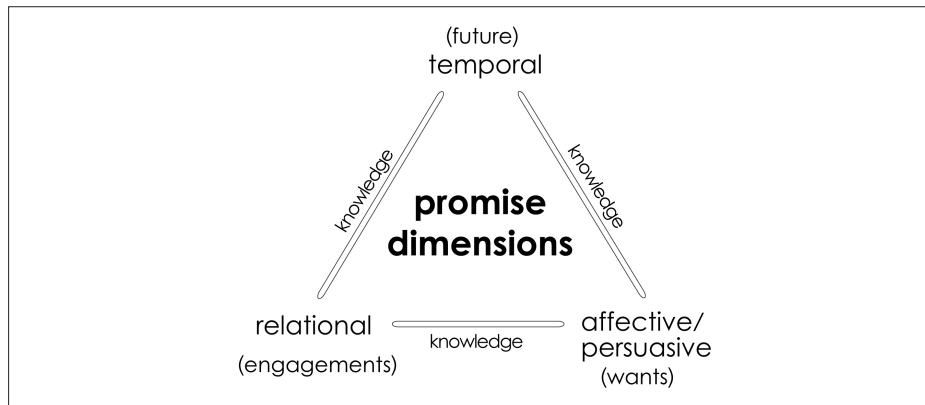 (future)
temporal
knowledge
knowledge
promise
dimensions
relational
(engagements)
knowledge
affective/
persuasive
(wants)